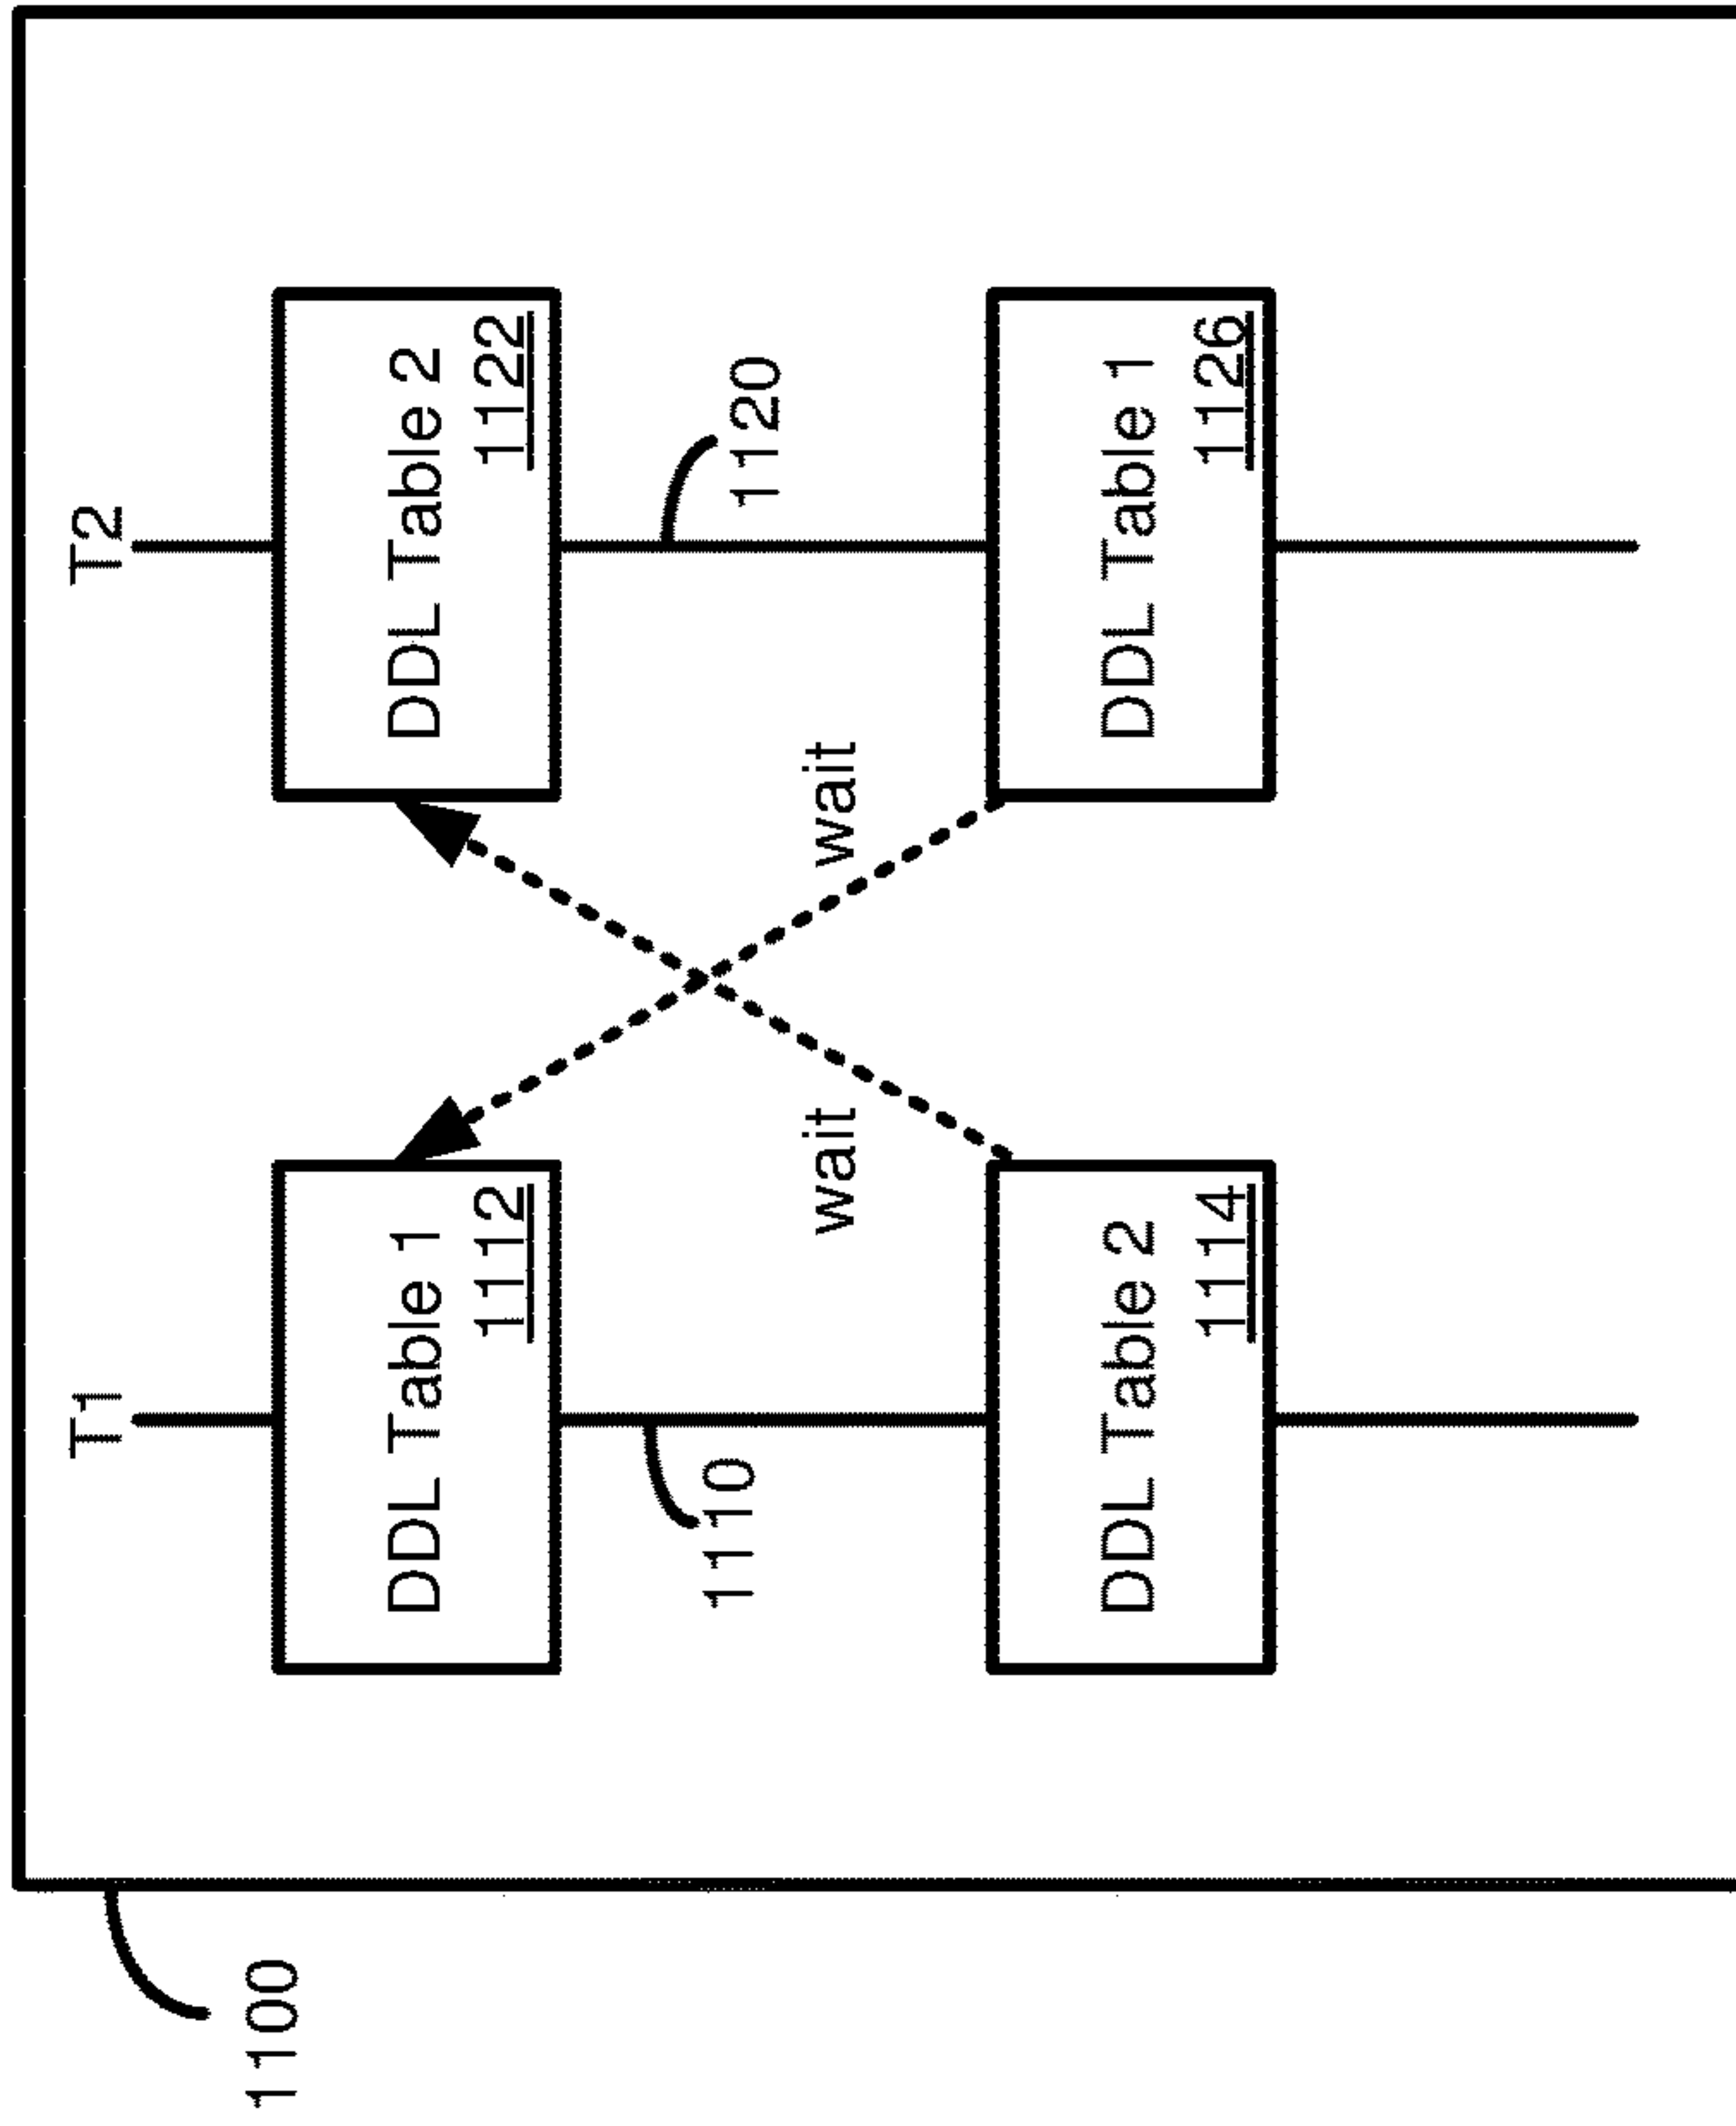 1100
T1
T2
DDL Table 1
1112
DDL Table 2
1122
1110
1120
wait
wait
DDL Table 2
1114
DDL Table 1
1126